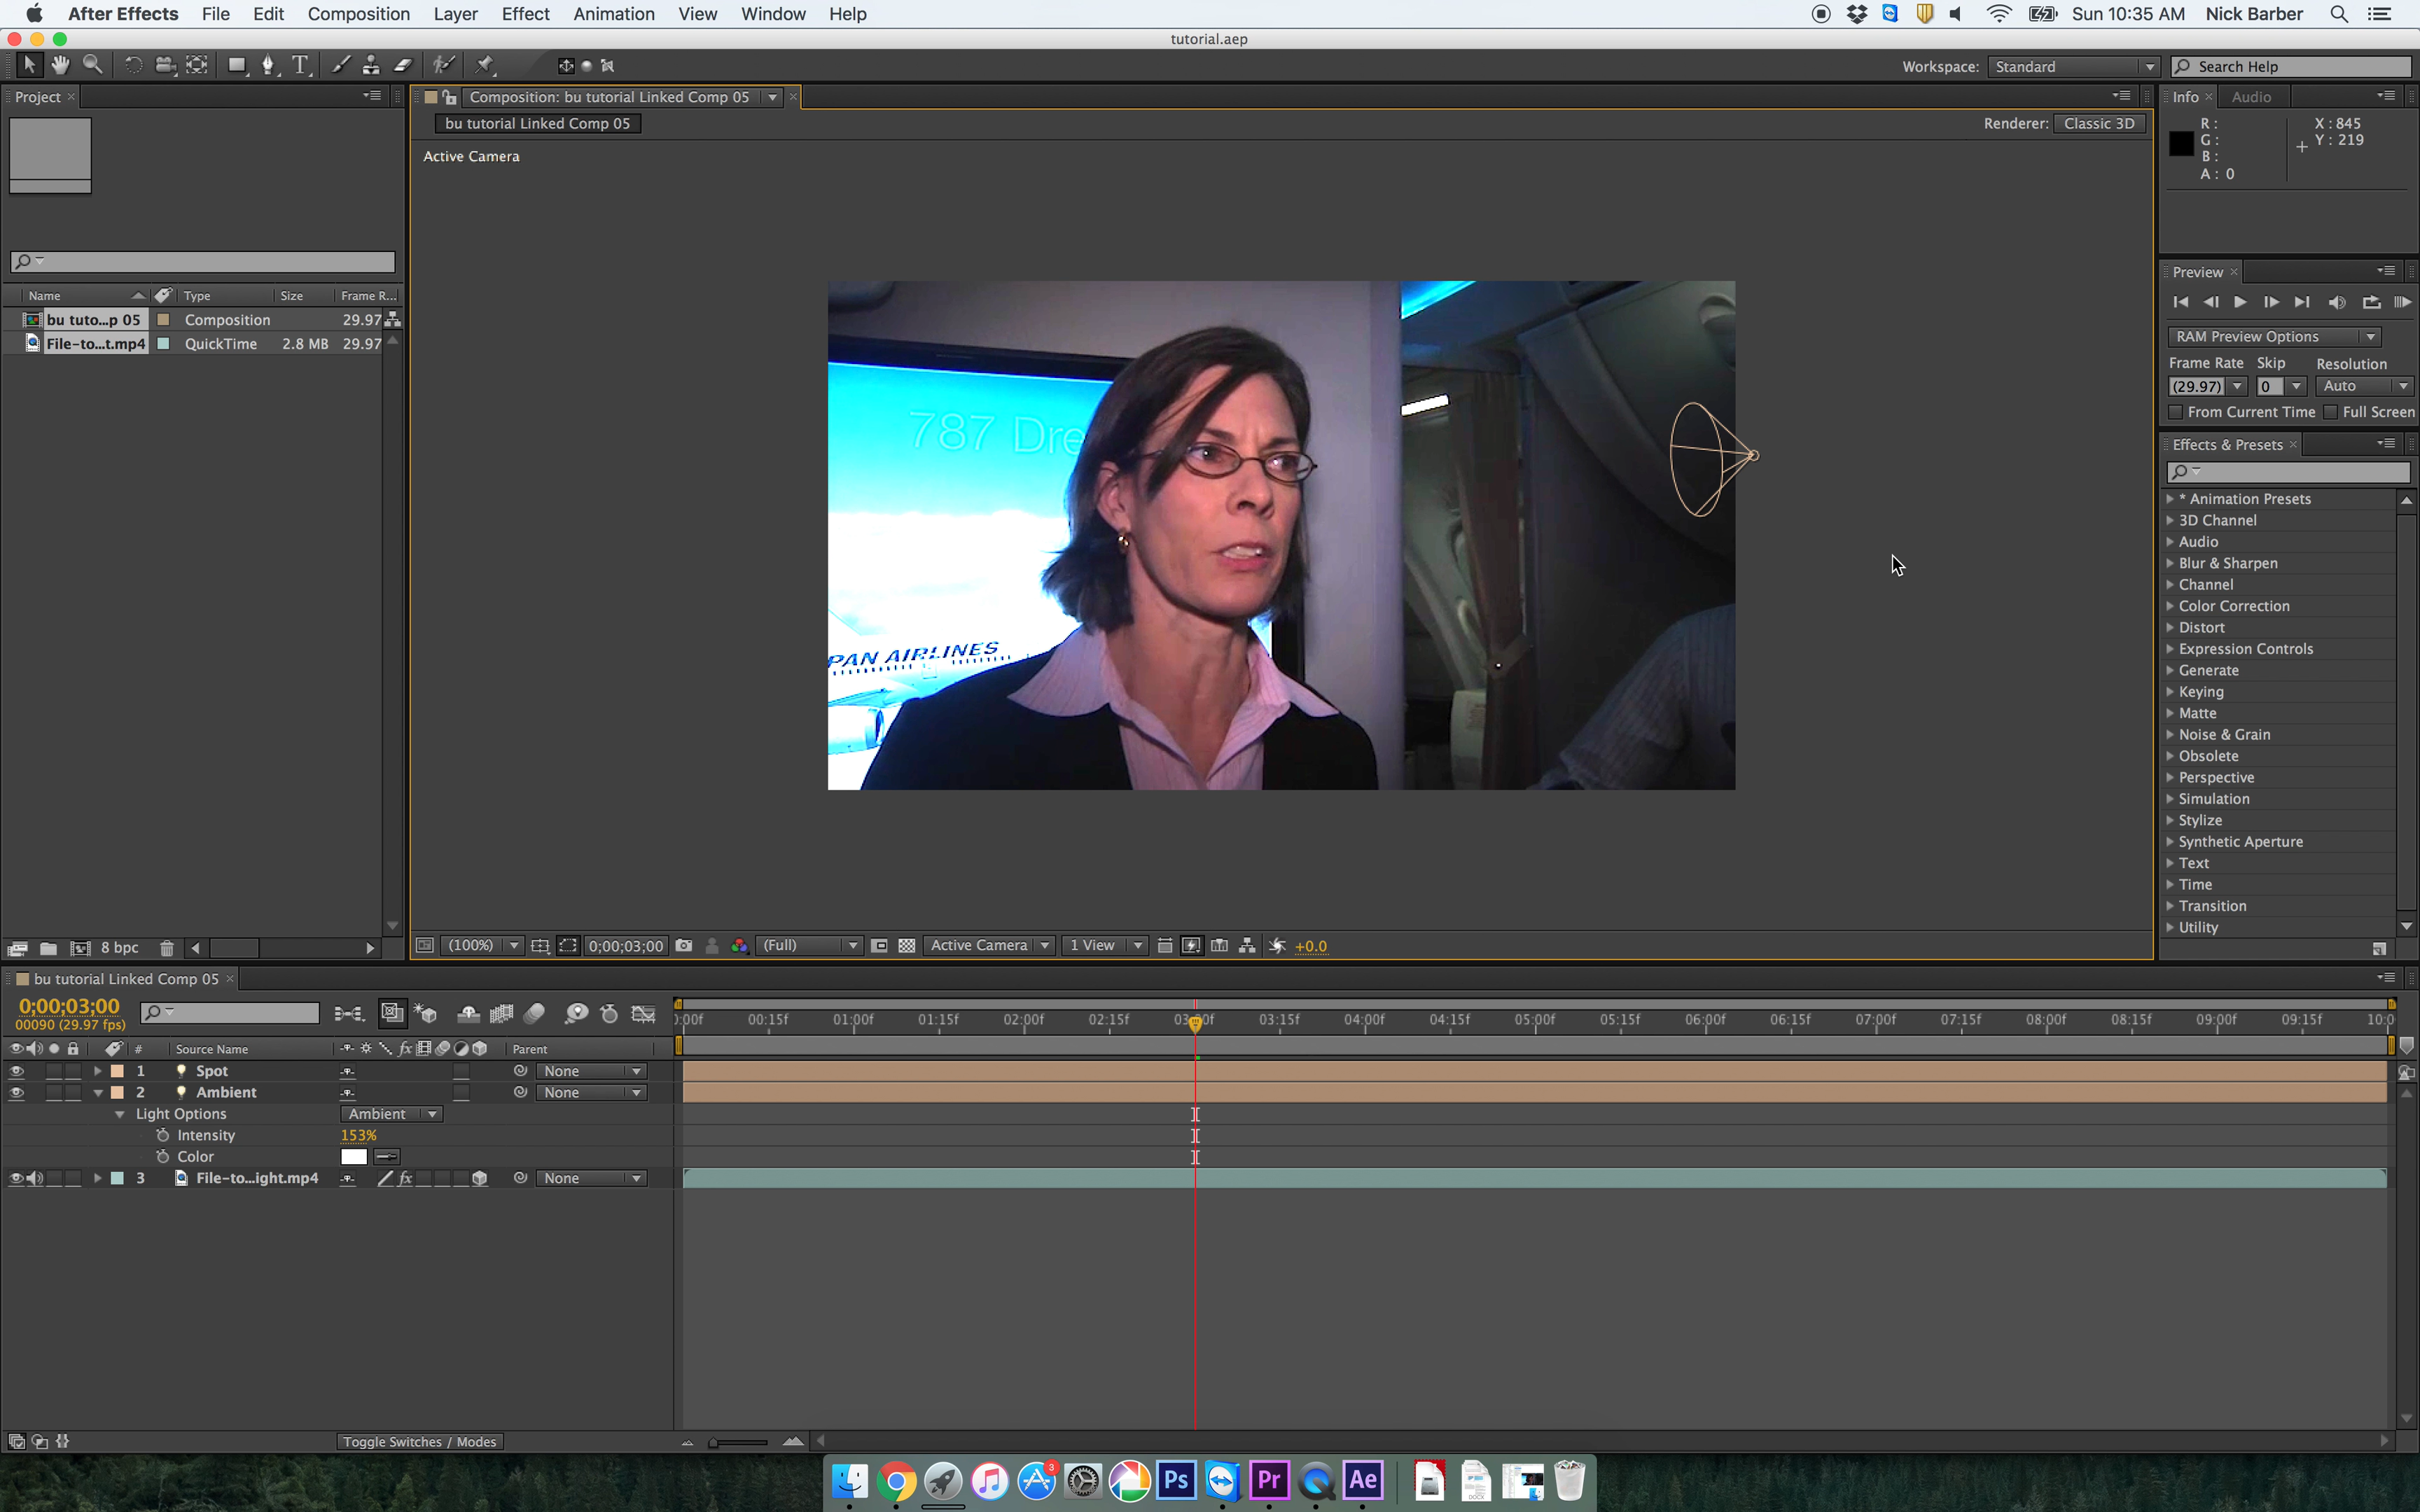 After Effects File Edit Composition Layer Effect Animation View Window Help Sun 10:35 AM Nick Barber
tutorial.aep
Workspace: Standard Search Help
Project
Composition: bu tutorial Linked Comp 05
Info Audio
bu tutorial Linked Comp 05
Renderer: Classic 3D
Active Camera
R :
G :
B :
A : 0
X : 845
Y : 219
Preview
RAM Preview Options
Frame Rate Skip Resolution
(29.97) 0 Auto
From Current Time Full Screen
Name Type Size Frame R...
bu tuto...p 05 Composition 29.97
File-to...t.mp4 QuickTime 2.8 MB 29.97
787 Dre
PAN AIRLINES
Effects & Presets
* Animation Presets
3D Channel
Audio
Blur & Sharpen
Channel
Color Correction
Distort
Expression Controls
Generate
Keying
Matte
Noise & Grain
Obsolete
Perspective
Simulation
Stylize
Synthetic Aperture
Text
Time
Transition
Utility
8 bpc
(100%) 0;00;03;00 (Full) Active Camera 1 View +0.0
bu tutorial Linked Comp 05
0;00;03;00
00090 (29.97 fps)
):00f 00:15f 01:00f 01:15f 02:00f 02:15f 03:00f 03:15f 04:00f 04:15f 05:00f 05:15f 06:00f 06:15f 07:00f 07:15f 08:00f 08:15f 09:00f 09:15f 10:0
# Source Name fx Parent
1 Spot None
2 Ambient None
Light Options Ambient
Intensity 153%
Color
3 File-to...ight.mp4 fx None
Toggle Switches / Modes
3
Ps Pr Ae
DOCX